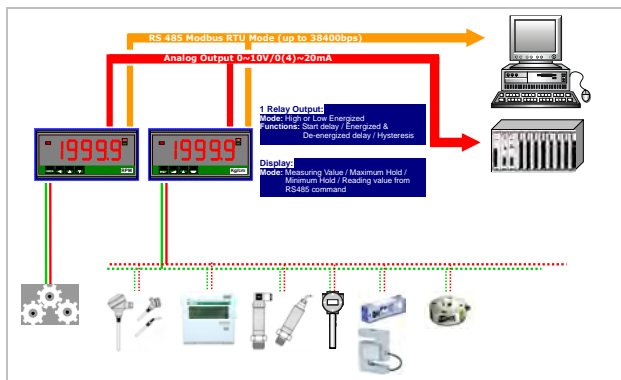 RS 485 Modbus RTU Mode (up to 38400bps)
Analog Output 0~10V/0(4)~20mA
1 Relay Output:
Mode: High or Low Energized
Functions: Start delay / Energized &
De-energized delay / Hysteresis
1999.9
1999.9
RPM
Kg/cm
Display:
Mode: Measuring Value / Maximum Hold /
Minimum Hold / Reading value from
RS485 command